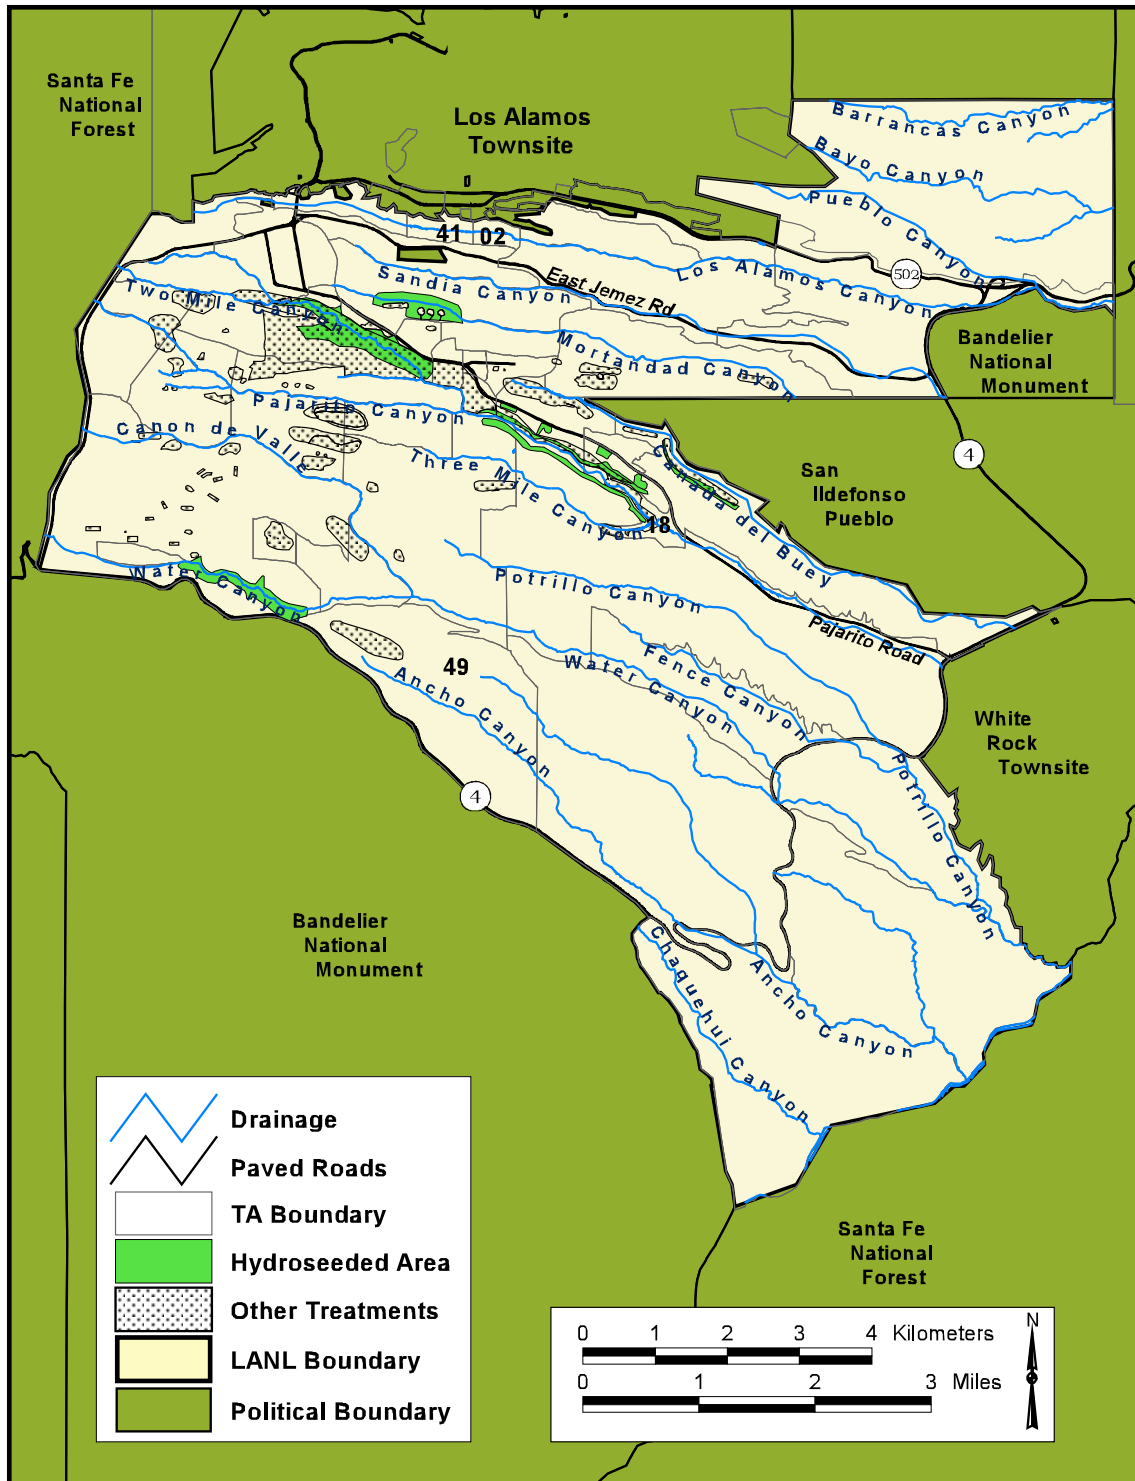 Santa Fe
National
Forest
Los Alamos
Townsite
Barrancas Canyon
Bayo Canyon
Pueblo Canyon
41
02
502
Los Alamos Canyon
East Jemez Rd
Sandia Canyon
Two Mile Canyon
Mortandad Canyon
Bandelier
National
Monument
Pajarito Canyon
Canon de Valle
Three Mile Canyon
Canada del Buey
4
San
Ildefonso
Pueblo
18
Water Canyon
Potrillo Canyon
Pajarito Road
49
Fence Canyon
Water Canyon
Ancho Canyon
White
Rock
Townsite
Potrillo Canyon
4
Bandelier
National
Monument
Chaquehui Canyon
Ancho Canyon
Drainage
Paved Roads
TA Boundary
Hydroseeded Area
Other Treatments
LANL Boundary
Political Boundary
Santa Fe
National
Forest
0 1 2 3 4 Kilometers
0 1 2 3 Miles
N